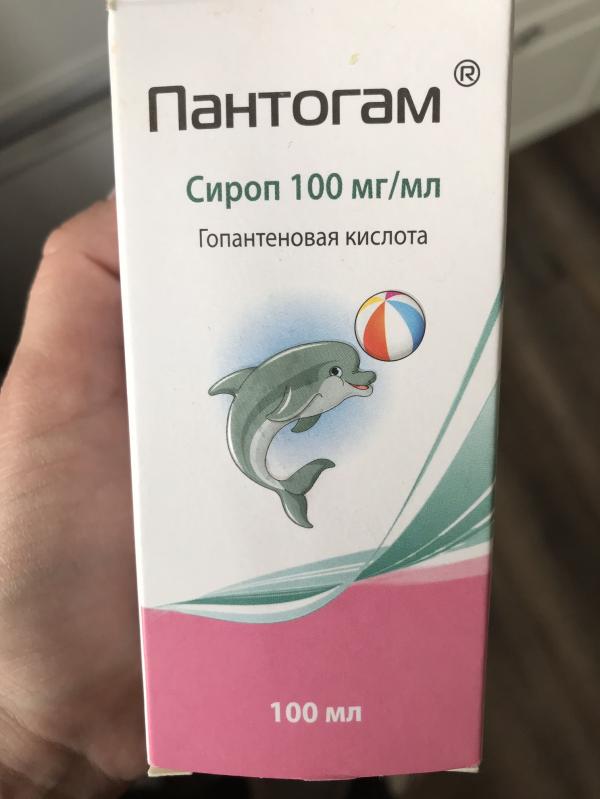 Пантогам ®
Сироп 100 мг/мл
Гопантеновая кислота
100 мл